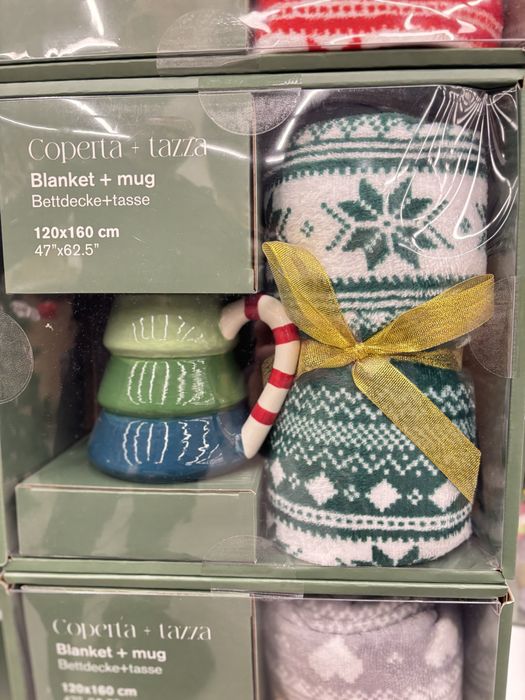 Coperta + tazza
Blanket + mug
Bettdecke+tasse
120x160 cm
47"x62.5"
Coperta + tazza
Blanket + mug
Bettdecke+tasse
120x160 cm